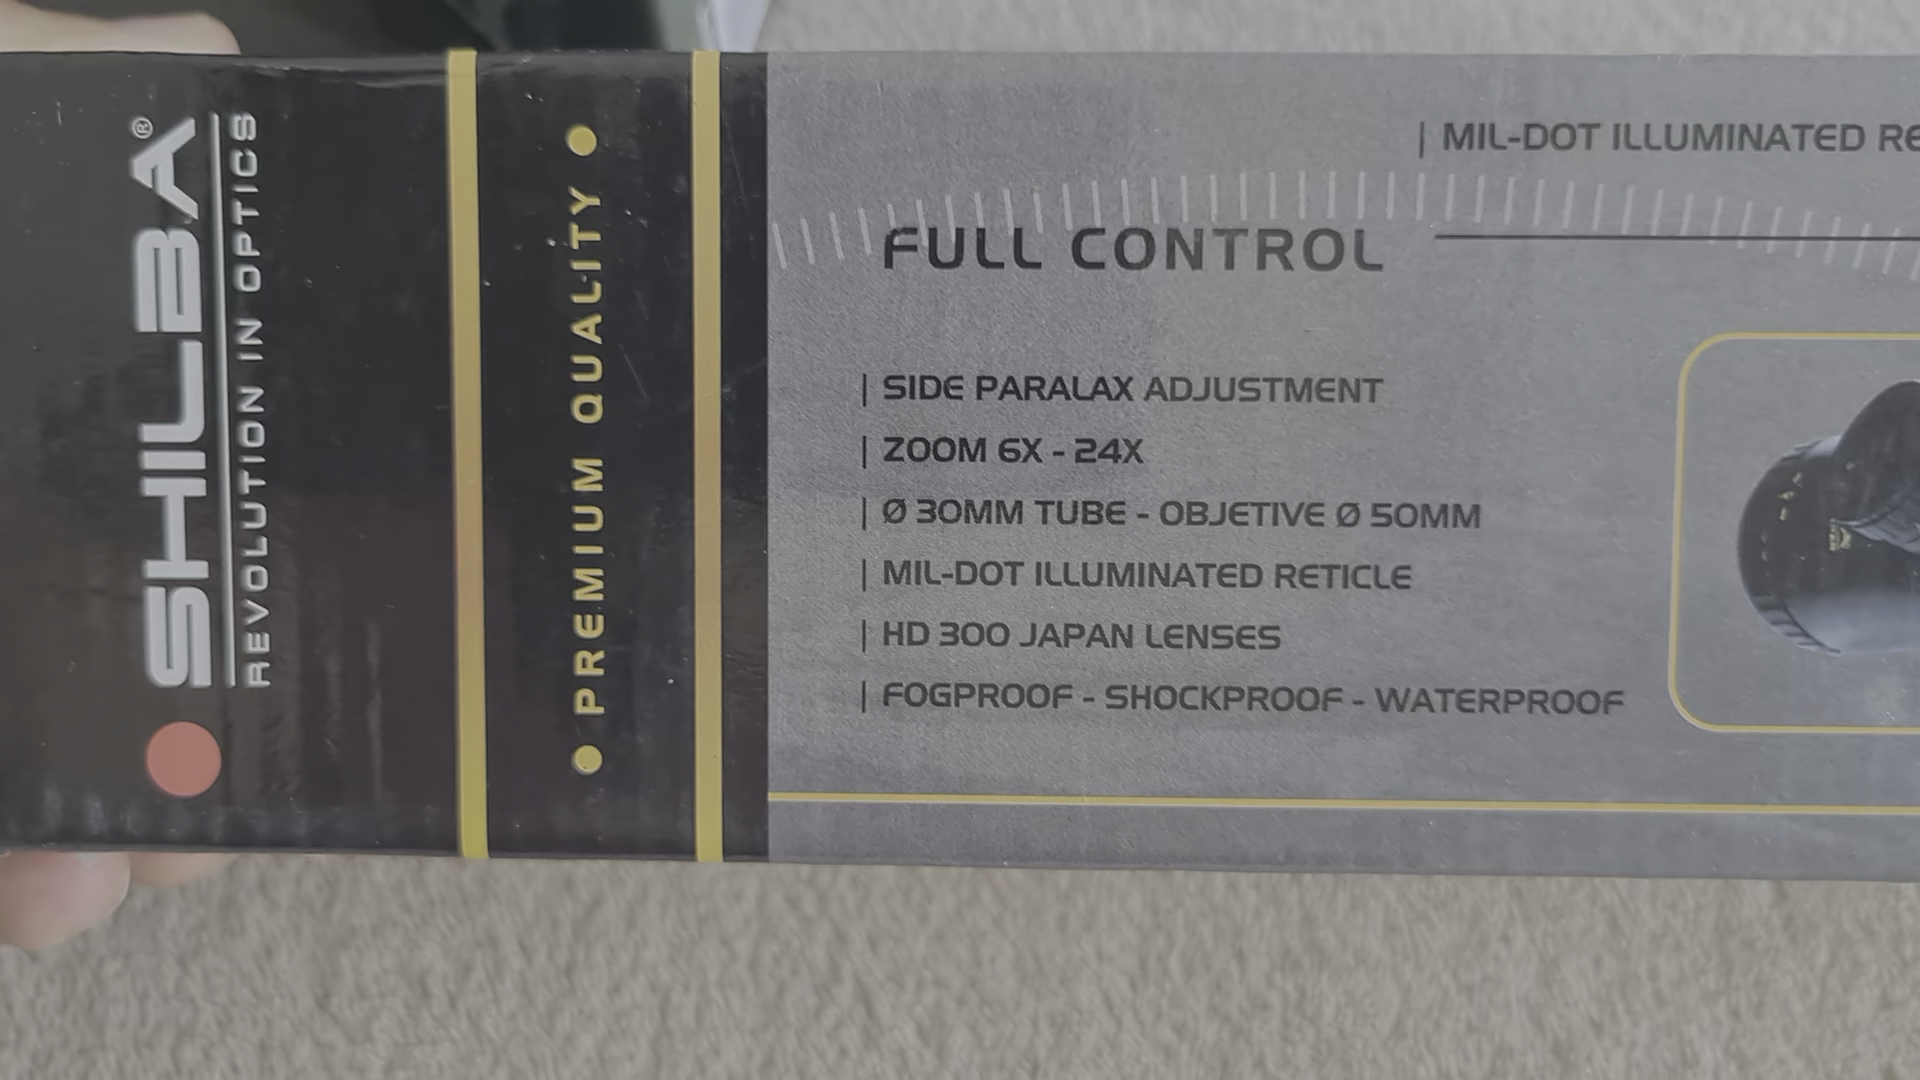 SHILBA®
REVOLUTION IN OPTICS
• PREMIUM QUALITY •
| MIL-DOT ILLUMINATED
FULL CONTROL
| SIDE PARALAX ADJUSTMENT
| ZOOM 6X - 24X
| Ø 30MM TUBE - OBJETIVE Ø 50MM
| MIL-DOT ILLUMINATED RETICLE
| HD 300 JAPAN LENSES
| FOGPROOF - SHOCKPROOF - WATERPROOF